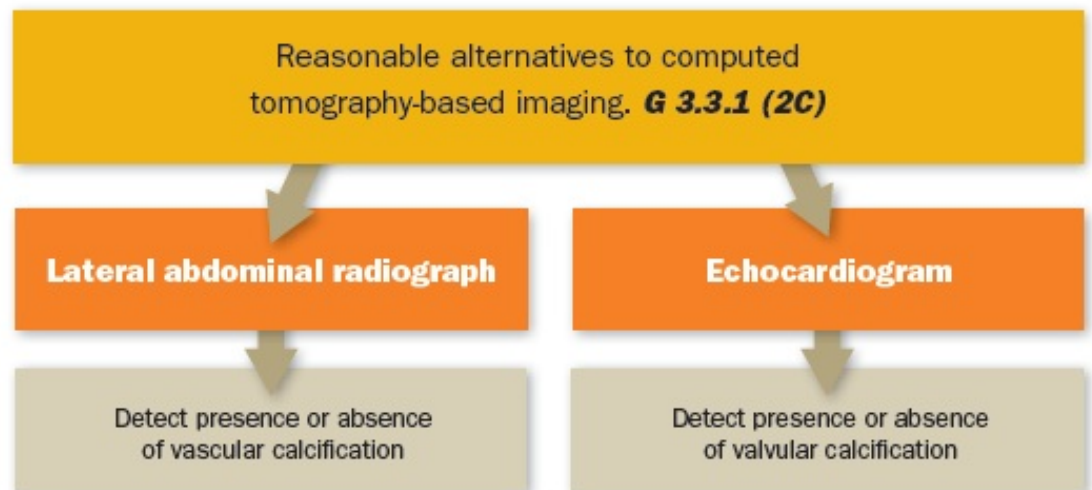 Reasonable alternatives to computed
tomography-based imaging. G 3.3.1 (2C)
Lateral abdominal radiograph
Echocardiogram
Detect presence or absence
of vascular calcification
Detect presence or absence
of valvular calcification